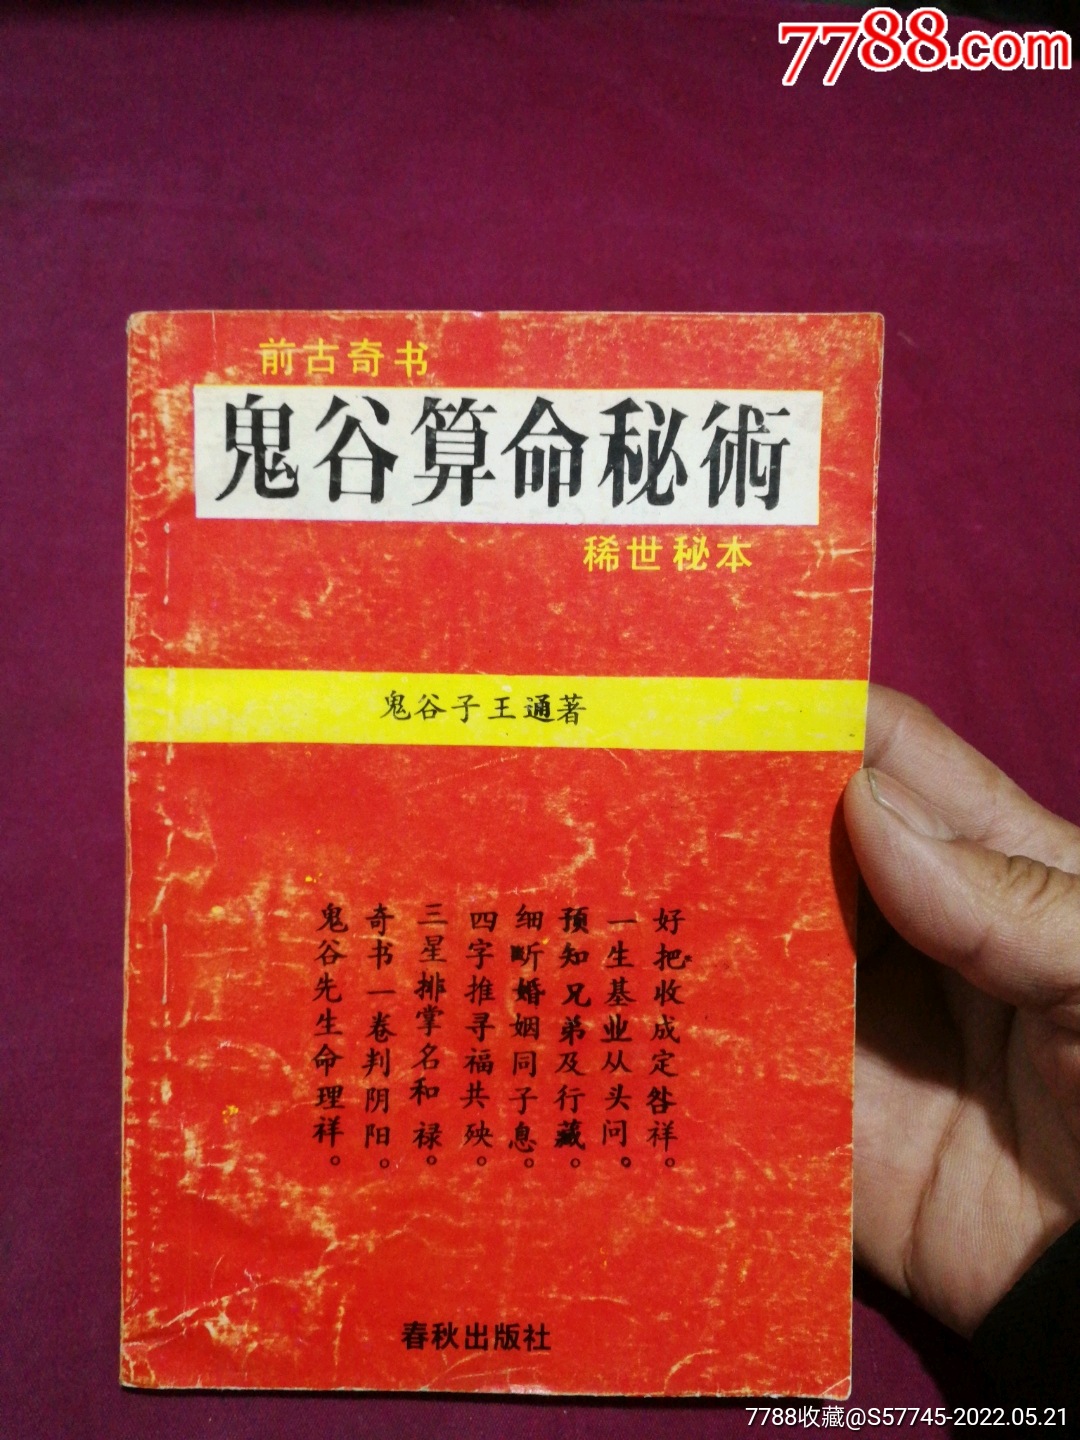 7788.com
前古奇书
鬼谷算命秘術
稀世秘本
鬼谷子王通著
鬼谷先生命理祥。
奇书一卷判阴阳。
三星排掌名和禄。
四字推寻福共殃。
细断婚姻同子息。
预知兄弟及行藏。
一生基业从头问。
好把收成定咎祥。
春秋出版社
7788收藏@S57745-2022.05.21